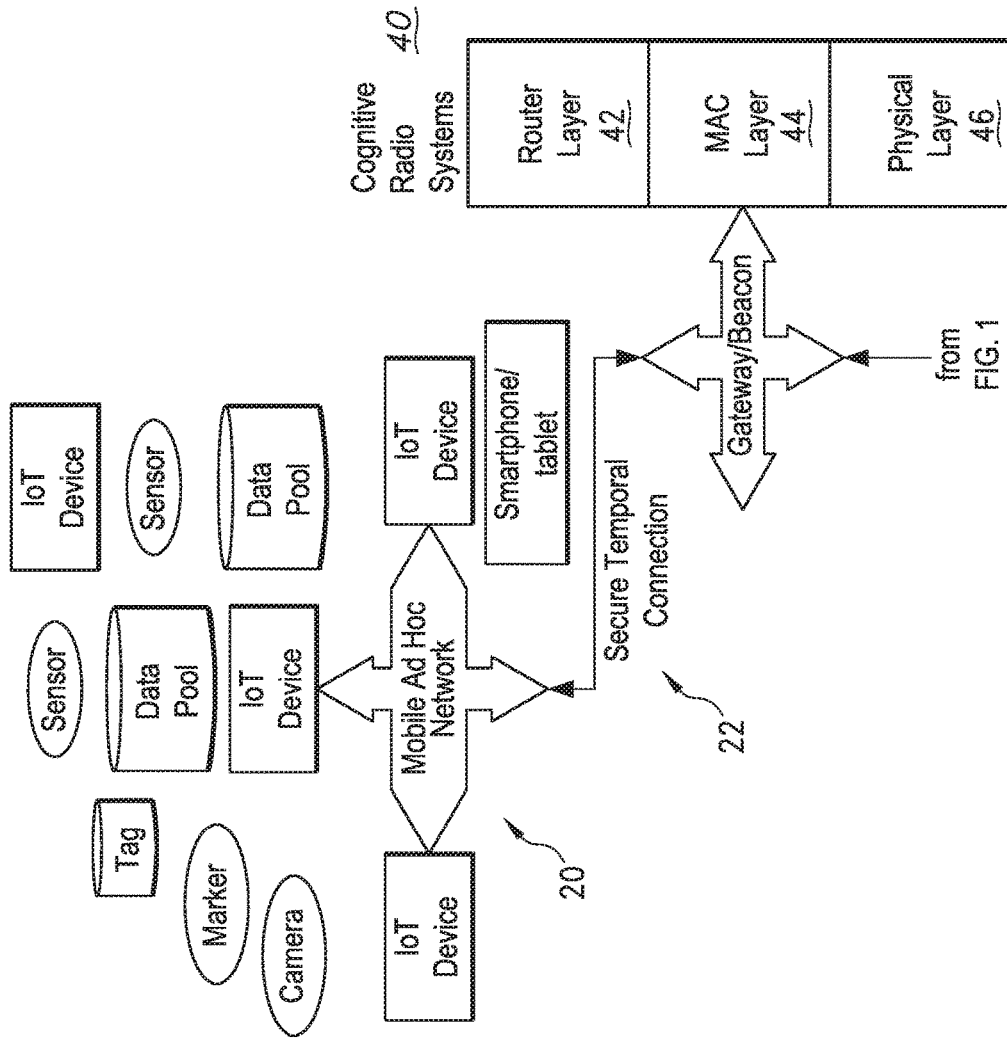 Sensor
IoT
Device
Tag
Sensor
Data
Pool
Marker
Data
Pool
IoT
Device
Camera
IoT
Device
Mobile Ad Hoc
Network
IoT
Device
Smartphone/
tablet
20
Secure Temporal
Connection
22
Gateway/Beacon
from
FIG. 1
Cognitive
Radio
Systems
40
Router
Layer
42
MAC
Layer
44
Physical
Layer
46